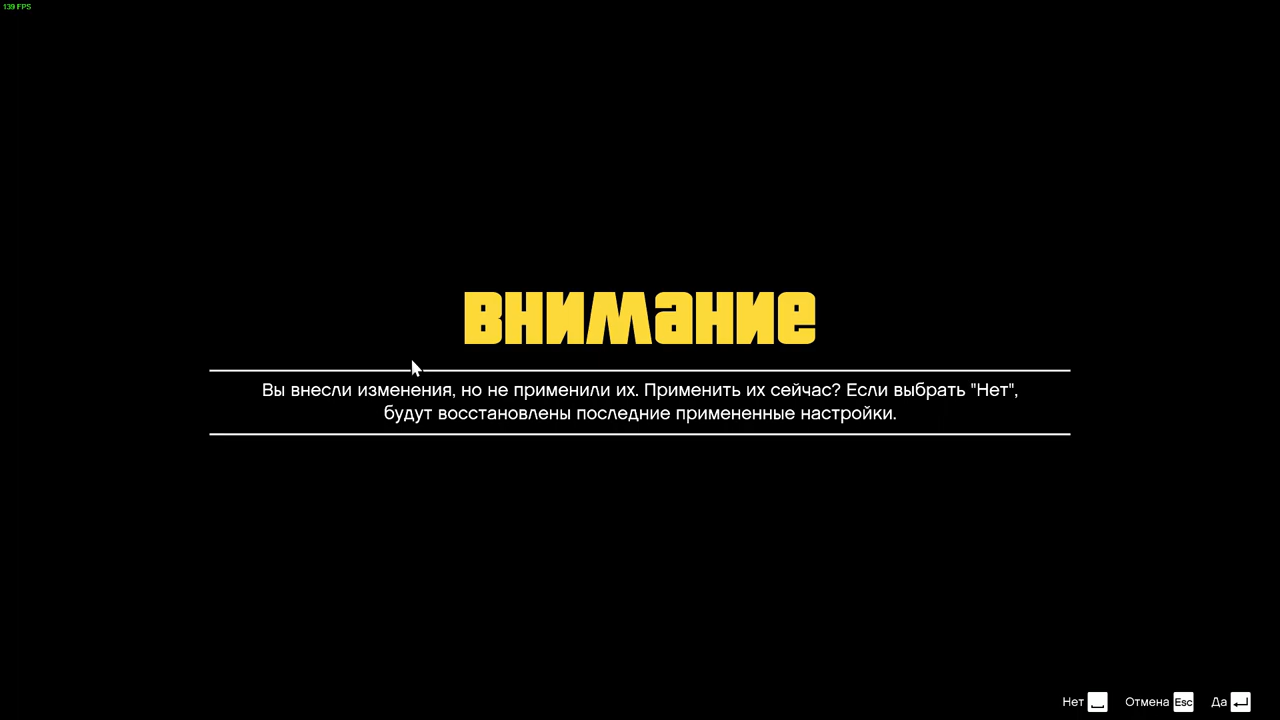 139 FPS
внимание
Вы внесли изменения, но не применили их. Применить их сейчас? Если выбрать "Нет",
будут восстановлены последние примененные настройки.
Нет Отмена Esc Да